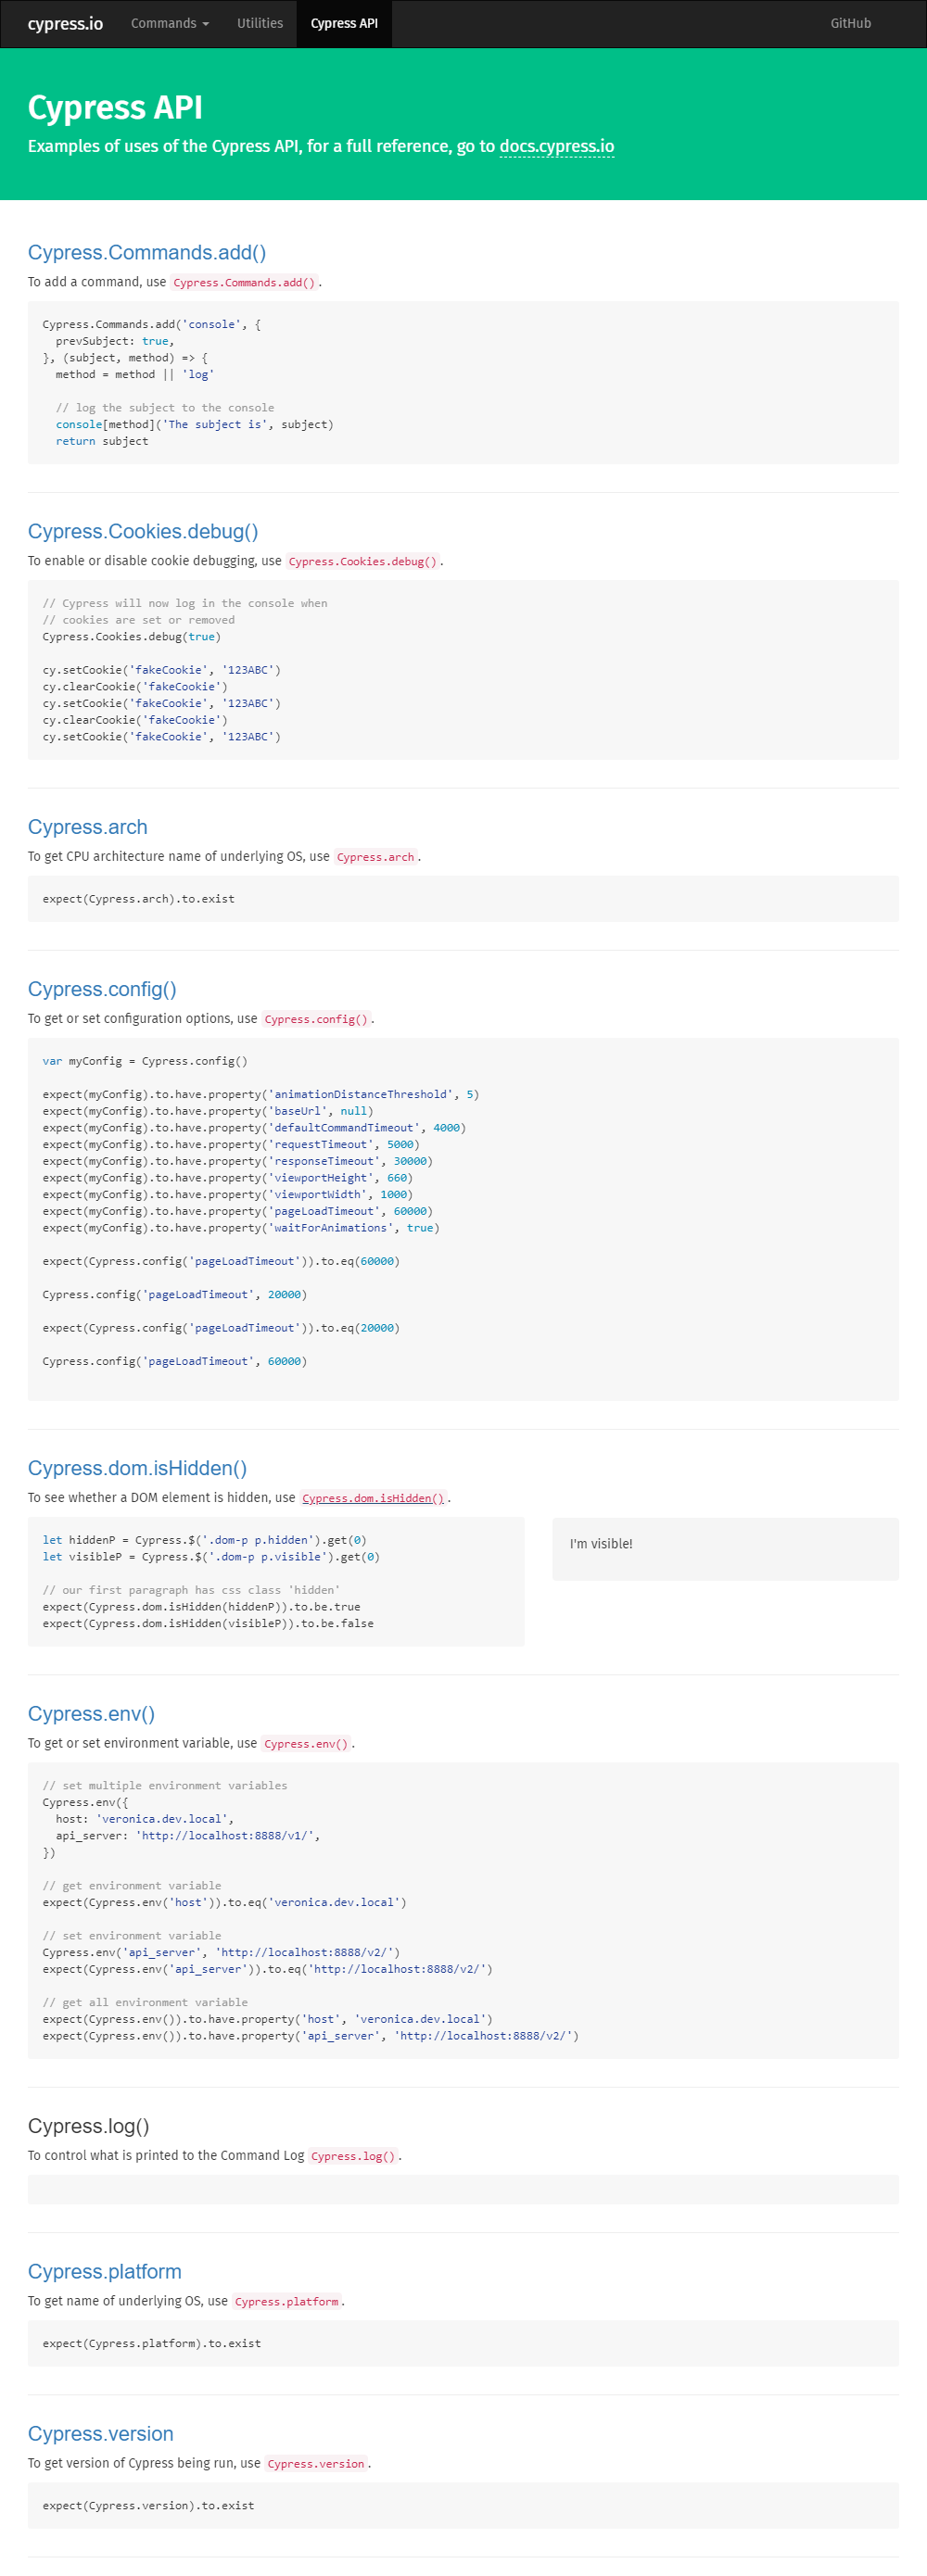 cypress.io Commands Utilities Cypress API GitHub
Cypress API
Examples of uses of the Cypress API, for a full reference, go to docs.cypress.io
Cypress.Commands.add()
To add a command, use Cypress.Commands.add().
Cypress.Commands.add('console', {
  prevSubject: true,
}, (subject, method) => {
  method = method || 'log'
  // log the subject to the console
  console[method]('The subject is', subject)
  return subject
Cypress.Cookies.debug()
To enable or disable cookie debugging, use Cypress.Cookies.debug().
// Cypress will now log in the console when
// cookies are set or removed
Cypress.Cookies.debug(true)
cy.setCookie('fakeCookie', '123ABC')
cy.clearCookie('fakeCookie')
cy.setCookie('fakeCookie', '123ABC')
cy.clearCookie('fakeCookie')
cy.setCookie('fakeCookie', '123ABC')
Cypress.arch
To get CPU architecture name of underlying OS, use Cypress.arch.
expect(Cypress.arch).to.exist
Cypress.config()
To get or set configuration options, use Cypress.config().
var myConfig = Cypress.config()
expect(myConfig).to.have.property('animationDistanceThreshold', 5)
expect(myConfig).to.have.property('baseUrl', null)
expect(myConfig).to.have.property('defaultCommandTimeout', 4000)
expect(myConfig).to.have.property('requestTimeout', 5000)
expect(myConfig).to.have.property('responseTimeout', 30000)
expect(myConfig).to.have.property('viewportHeight', 660)
expect(myConfig).to.have.property('viewportWidth', 1000)
expect(myConfig).to.have.property('pageLoadTimeout', 60000)
expect(myConfig).to.have.property('waitForAnimations', true)
expect(Cypress.config('pageLoadTimeout')).to.eq(60000)
Cypress.config('pageLoadTimeout', 20000)
expect(Cypress.config('pageLoadTimeout')).to.eq(20000)
Cypress.config('pageLoadTimeout', 60000)
Cypress.dom.isHidden()
To see whether a DOM element is hidden, use Cypress.dom.isHidden().
let hiddenP = Cypress.$('.dom-p p.hidden').get(0)
let visibleP = Cypress.$('.dom-p p.visible').get(0)
// our first paragraph has css class 'hidden'
expect(Cypress.dom.isHidden(hiddenP)).to.be.true
expect(Cypress.dom.isHidden(visibleP)).to.be.false
I'm visible!
Cypress.env()
To get or set environment variable, use Cypress.env().
// set multiple environment variables
Cypress.env({
  host: 'veronica.dev.local',
  api_server: 'http://localhost:8888/v1/',
})
// get environment variable
expect(Cypress.env('host')).to.eq('veronica.dev.local')
// set environment variable
Cypress.env('api_server', 'http://localhost:8888/v2/')
expect(Cypress.env('api_server')).to.eq('http://localhost:8888/v2/')
// get all environment variable
expect(Cypress.env()).to.have.property('host', 'veronica.dev.local')
expect(Cypress.env()).to.have.property('api_server', 'http://localhost:8888/v2/')
Cypress.log()
To control what is printed to the Command Log Cypress.log().
Cypress.platform
To get name of underlying OS, use Cypress.platform.
expect(Cypress.platform).to.exist
Cypress.version
To get version of Cypress being run, use Cypress.version.
expect(Cypress.version).to.exist